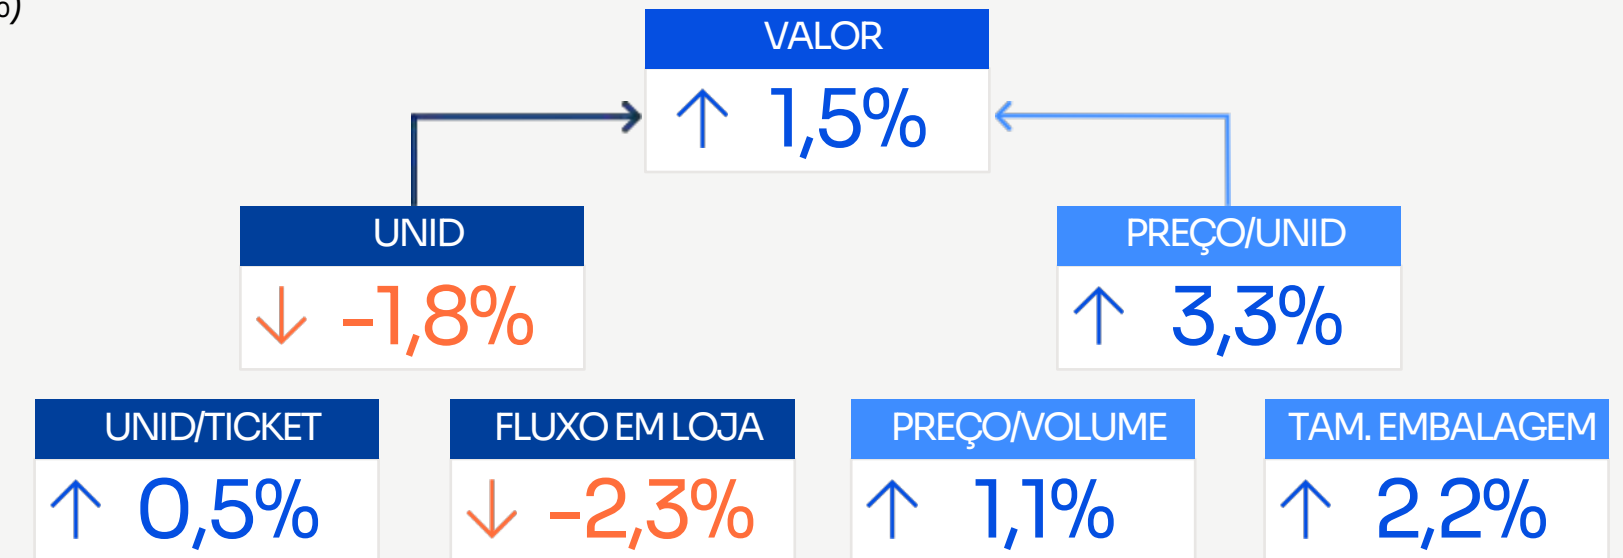 %)
VALOR
↑ 1,5%
UNID
↓ -1,8%
PREÇO/UNID
↑ 3,3%
UNID/TICKET
↑ 0,5%
FLUXO EM LOJA
↓ -2,3%
PREÇO/VOLUME
↑ 1,1%
TAM. EMBALAGEM
↑ 2,2%